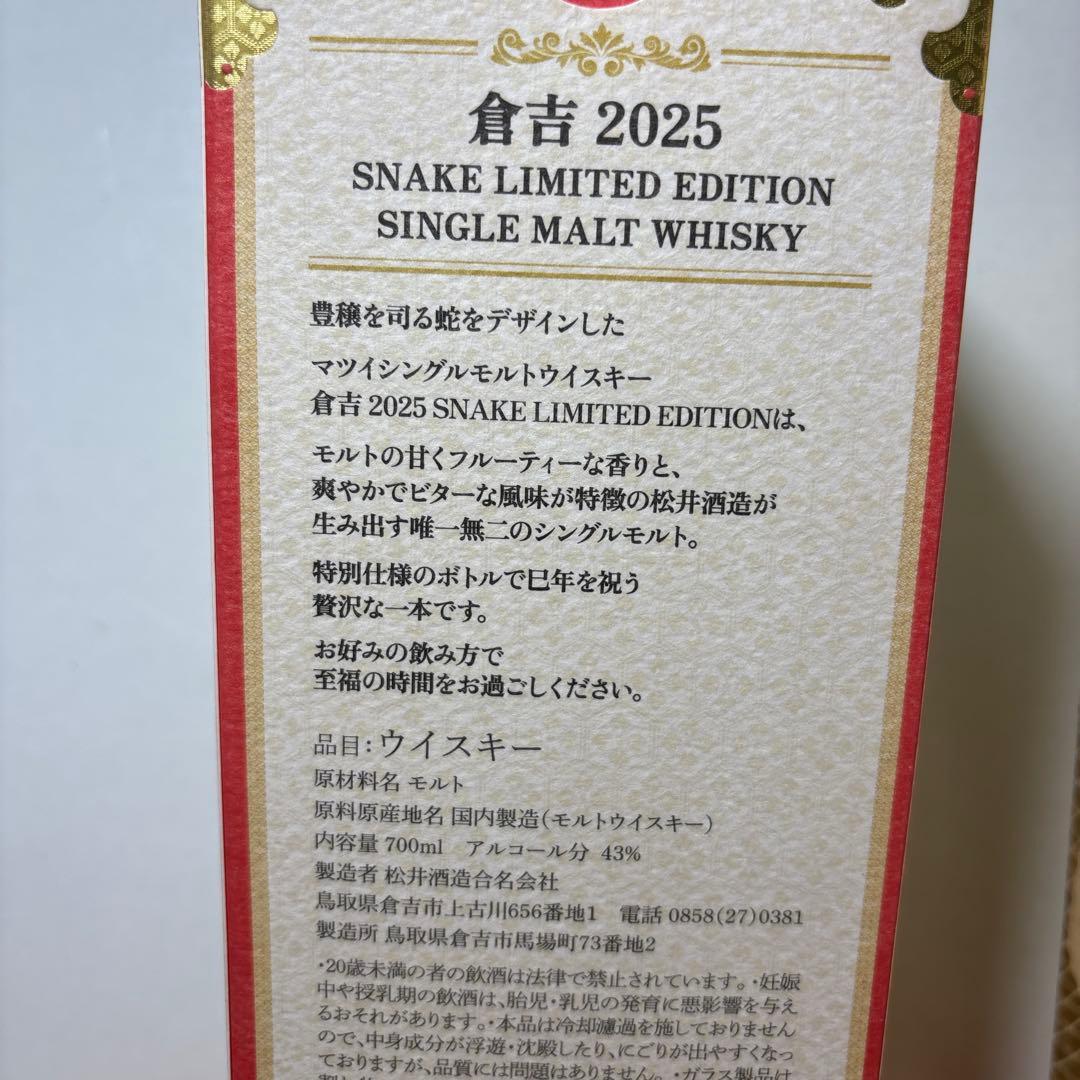 倉吉 2025
SNAKE LIMITED EDITION
SINGLE MALT WHISKY
豊穣を司る蛇をデザインした
マツイシングルモルトウイスキー
倉吉 2025 SNAKE LIMITED EDITIONは、
モルトの甘くフルーティーな香りと、
爽やかでビターな風味が特徴の松井酒造が
生み出す唯一無二のシングルモルト。
特別仕様のボトルで巳年を祝う
贅沢な一本です。
お好みの飲み方で
至福の時間をお過ごしください。
品目：ウイスキー
原材料名 モルト
原料原産地名 国内製造（モルトウイスキー）
内容量 700ml　アルコール分 43%
製造者 松井酒造合名会社
鳥取県倉吉市上古川656番地1　電話 0858(27)0381
製造所 鳥取県倉吉市馬場町73番地2
・20歳未満の者の飲酒は法律で禁止されています。・妊娠
中や授乳期の飲酒は、胎児・乳児の発育に悪影響を与え
るおそれがあります。・本品は冷却濾過を施しておりません
ので、中身成分が浮遊・沈殿したり、にごりが出やすくなっ
ておりますが、品質には問題はありません。・ガラス製品は